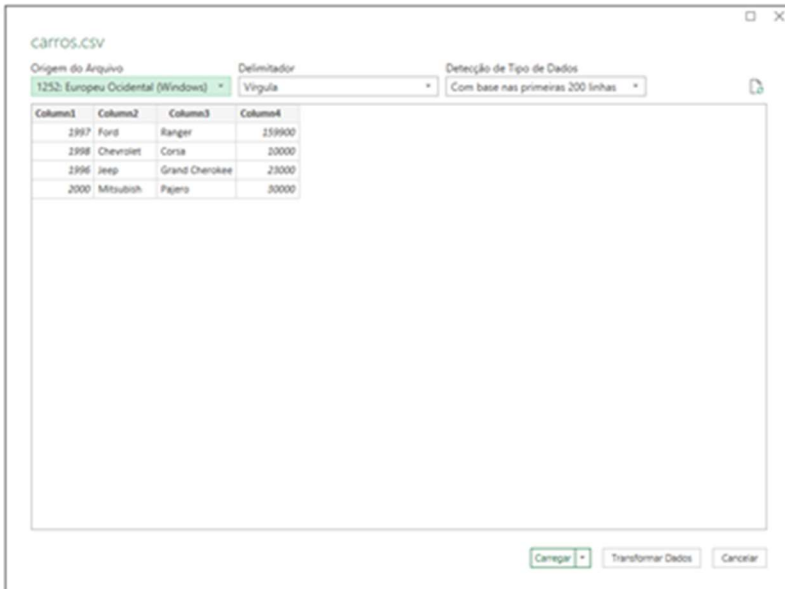 carros.csv
Origem do Arquivo Delimitador Detecção de Tipo de Dados
1252: Europeu Ocidental (Windows) Vírgula Com base nas primeiras 200 linhas
Column1 Column2 Column3 Column4
1997 Ford Ranger 159900
1998 Chevrolet Corsa 10000
1996 Jeep Grand Cherokee 23000
2000 Mitsubish Pajero 30000
Carregar Transformar Dados Cancelar